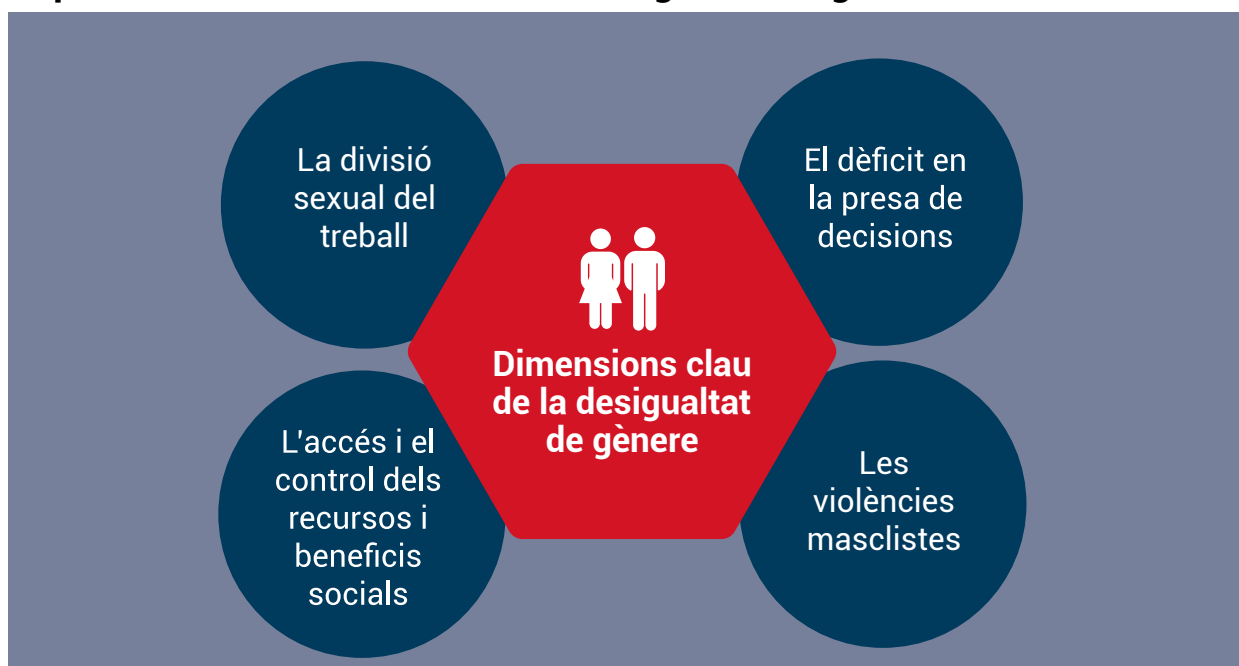 La divisió
sexual del
treball
El dèficit en
la presa de
decisions
Dimensions clau
de la desigualtat
de gènere
L'accés i el
control dels
recursos i
beneficis
socials
Les
violències
masclistes